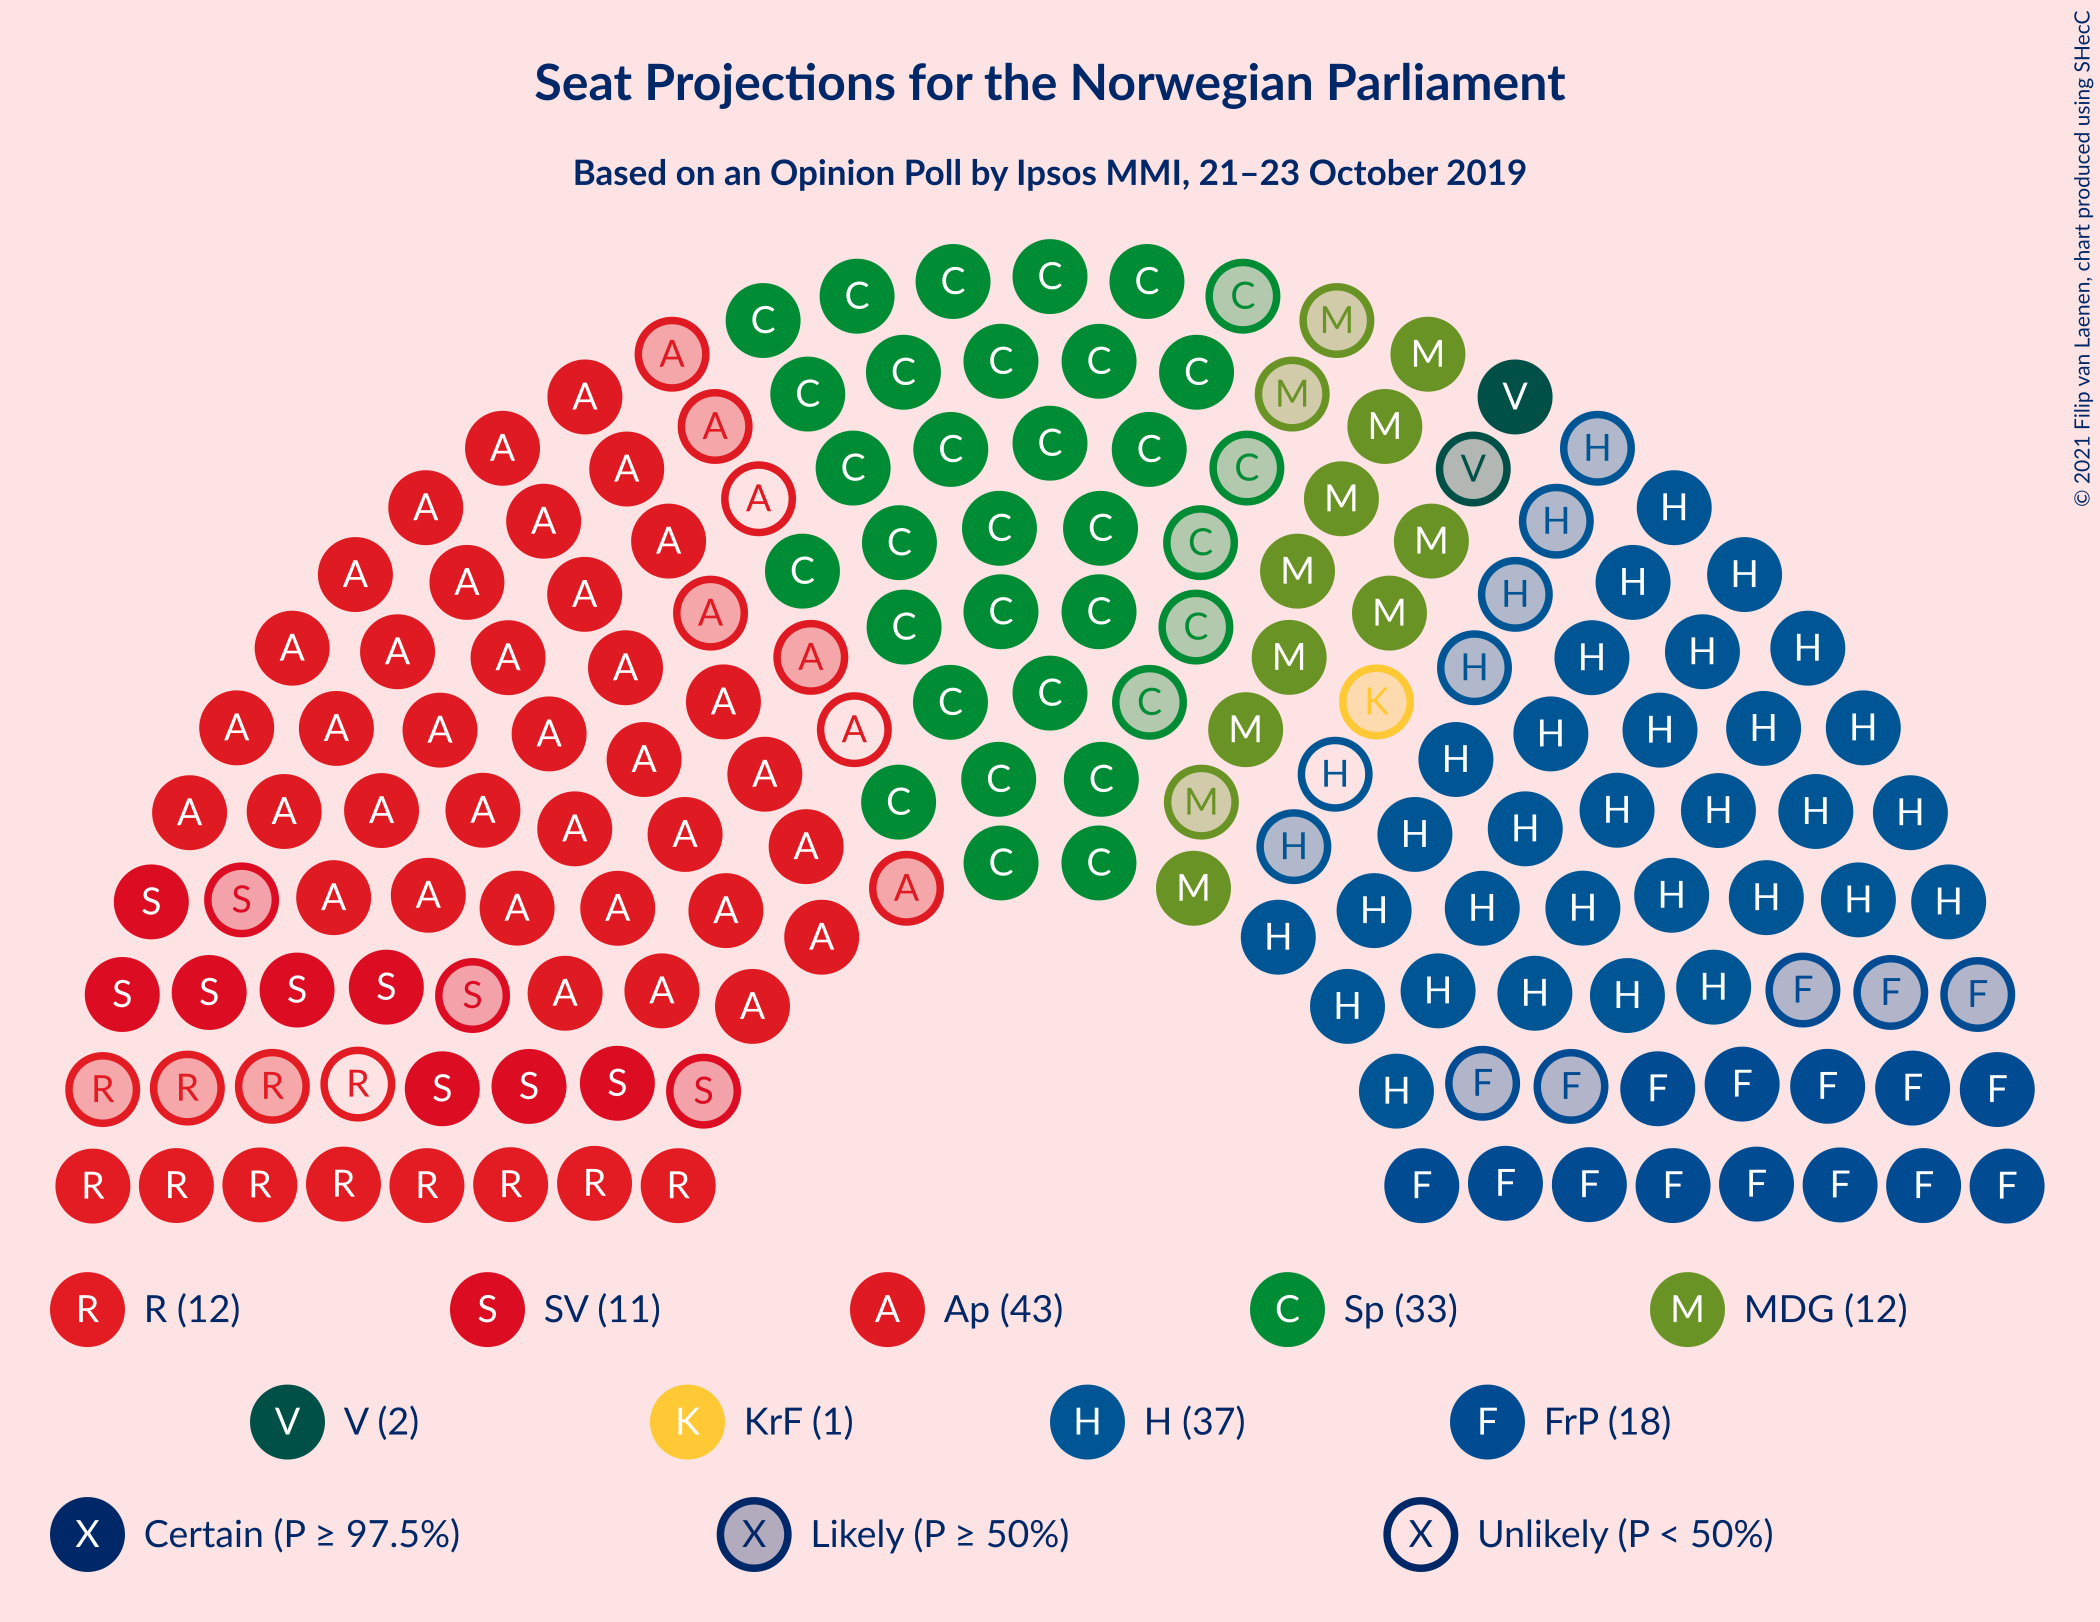 Seat Projections for the Norwegian Parliament
Based on an Opinion Poll by Ipsos MMI, 21–23 October 2019
© 2021 Filip van Laenen, chart produced using SHecC
C C C C C C M
A C C C C C M M
A A C C C C C M M V
A A A C C C C C M M V H
A A A A C C C C M M H H
A A A A A C C C M K H H H
A A A A A A C C M H H H H H
A A A A A A C C C M H H H H H H
S S A A A A A A C C M H H H H H H H H
S S S S S A A A H H H H H F F F
R R R R S S S S H F F F F F F F
R R R R R R R R F F F F F F F F
R R (12) S SV (11) A Ap (43) C Sp (33) M MDG (12)
V V (2) K KrF (1) H H (37) F FrP (18)
X Certain (P ≥ 97.5%) X Likely (P ≥ 50%) X Unlikely (P < 50%)